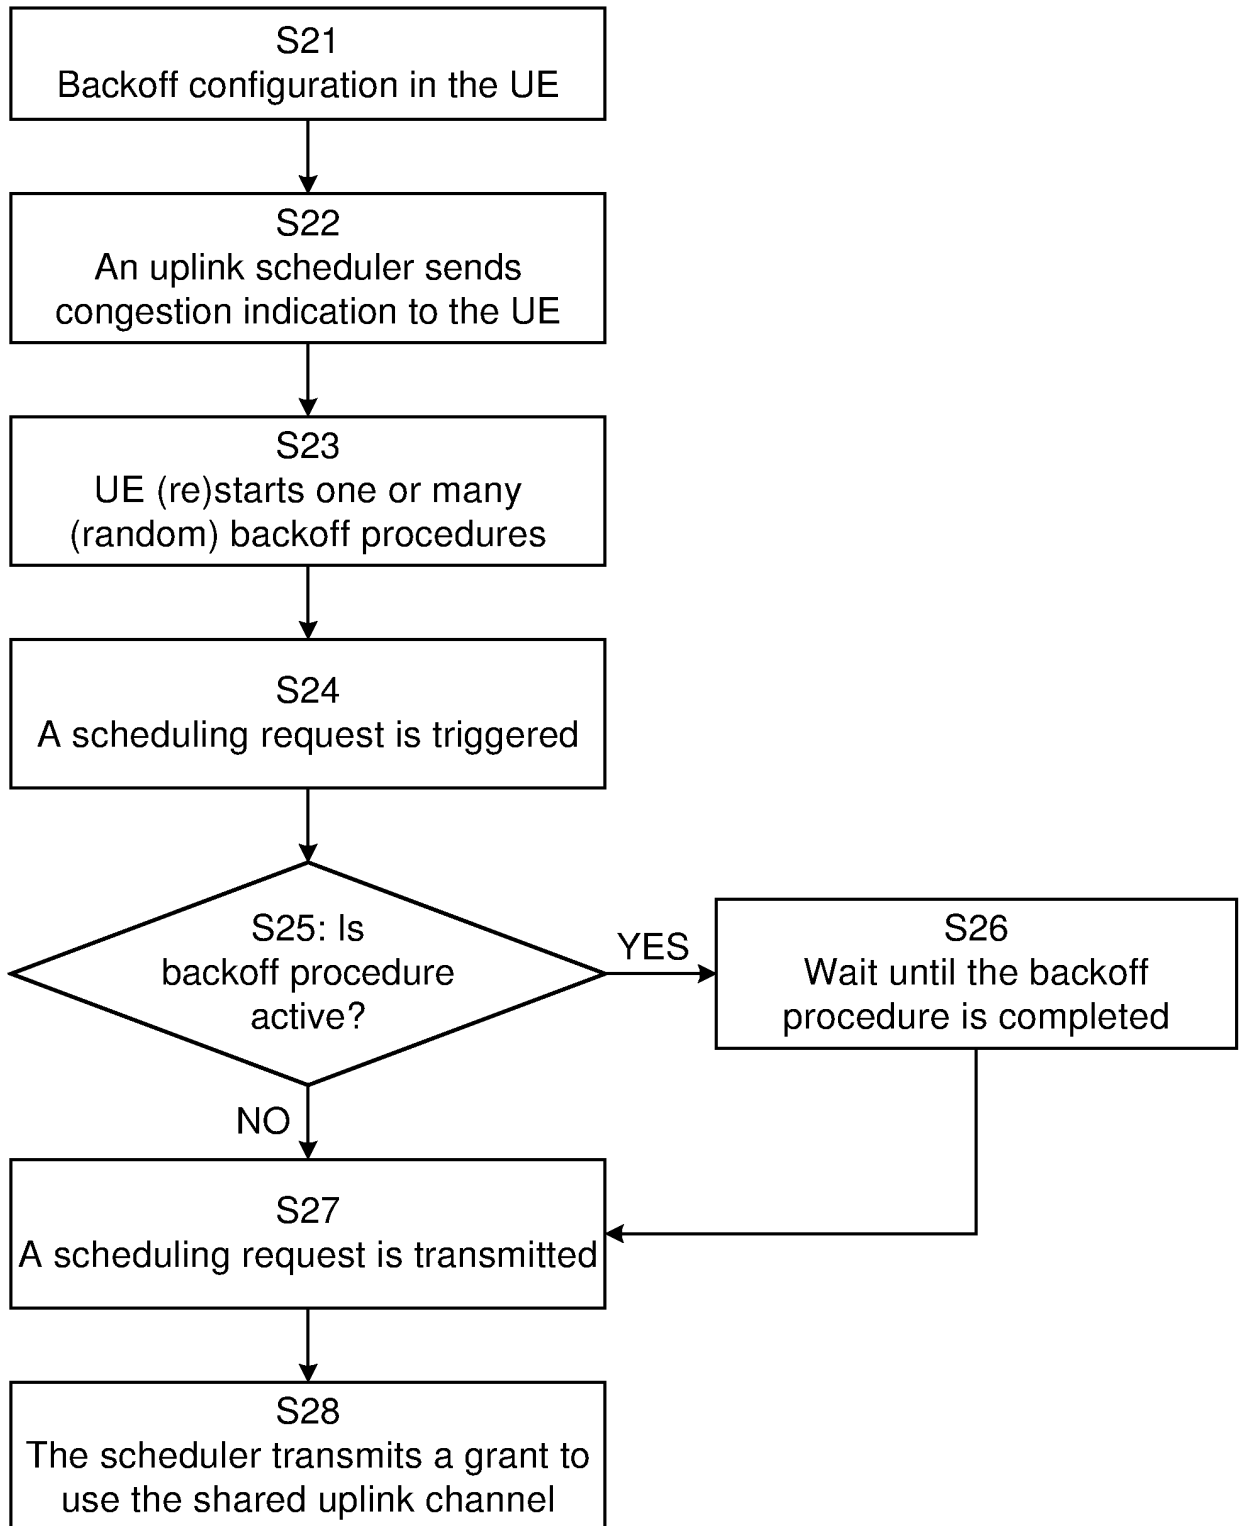 S21
Backoff configuration in the UE
S22
An uplink scheduler sends
congestion indication to the UE
S23
UE (re)starts one or many
(random) backoff procedures
S24
A scheduling request is triggered
S25: Is
backoff procedure
active?
YES
S26
Wait until the backoff
procedure is completed
NO
S27
A scheduling request is transmitted
S28
The scheduler transmits a grant to
use the shared uplink channel